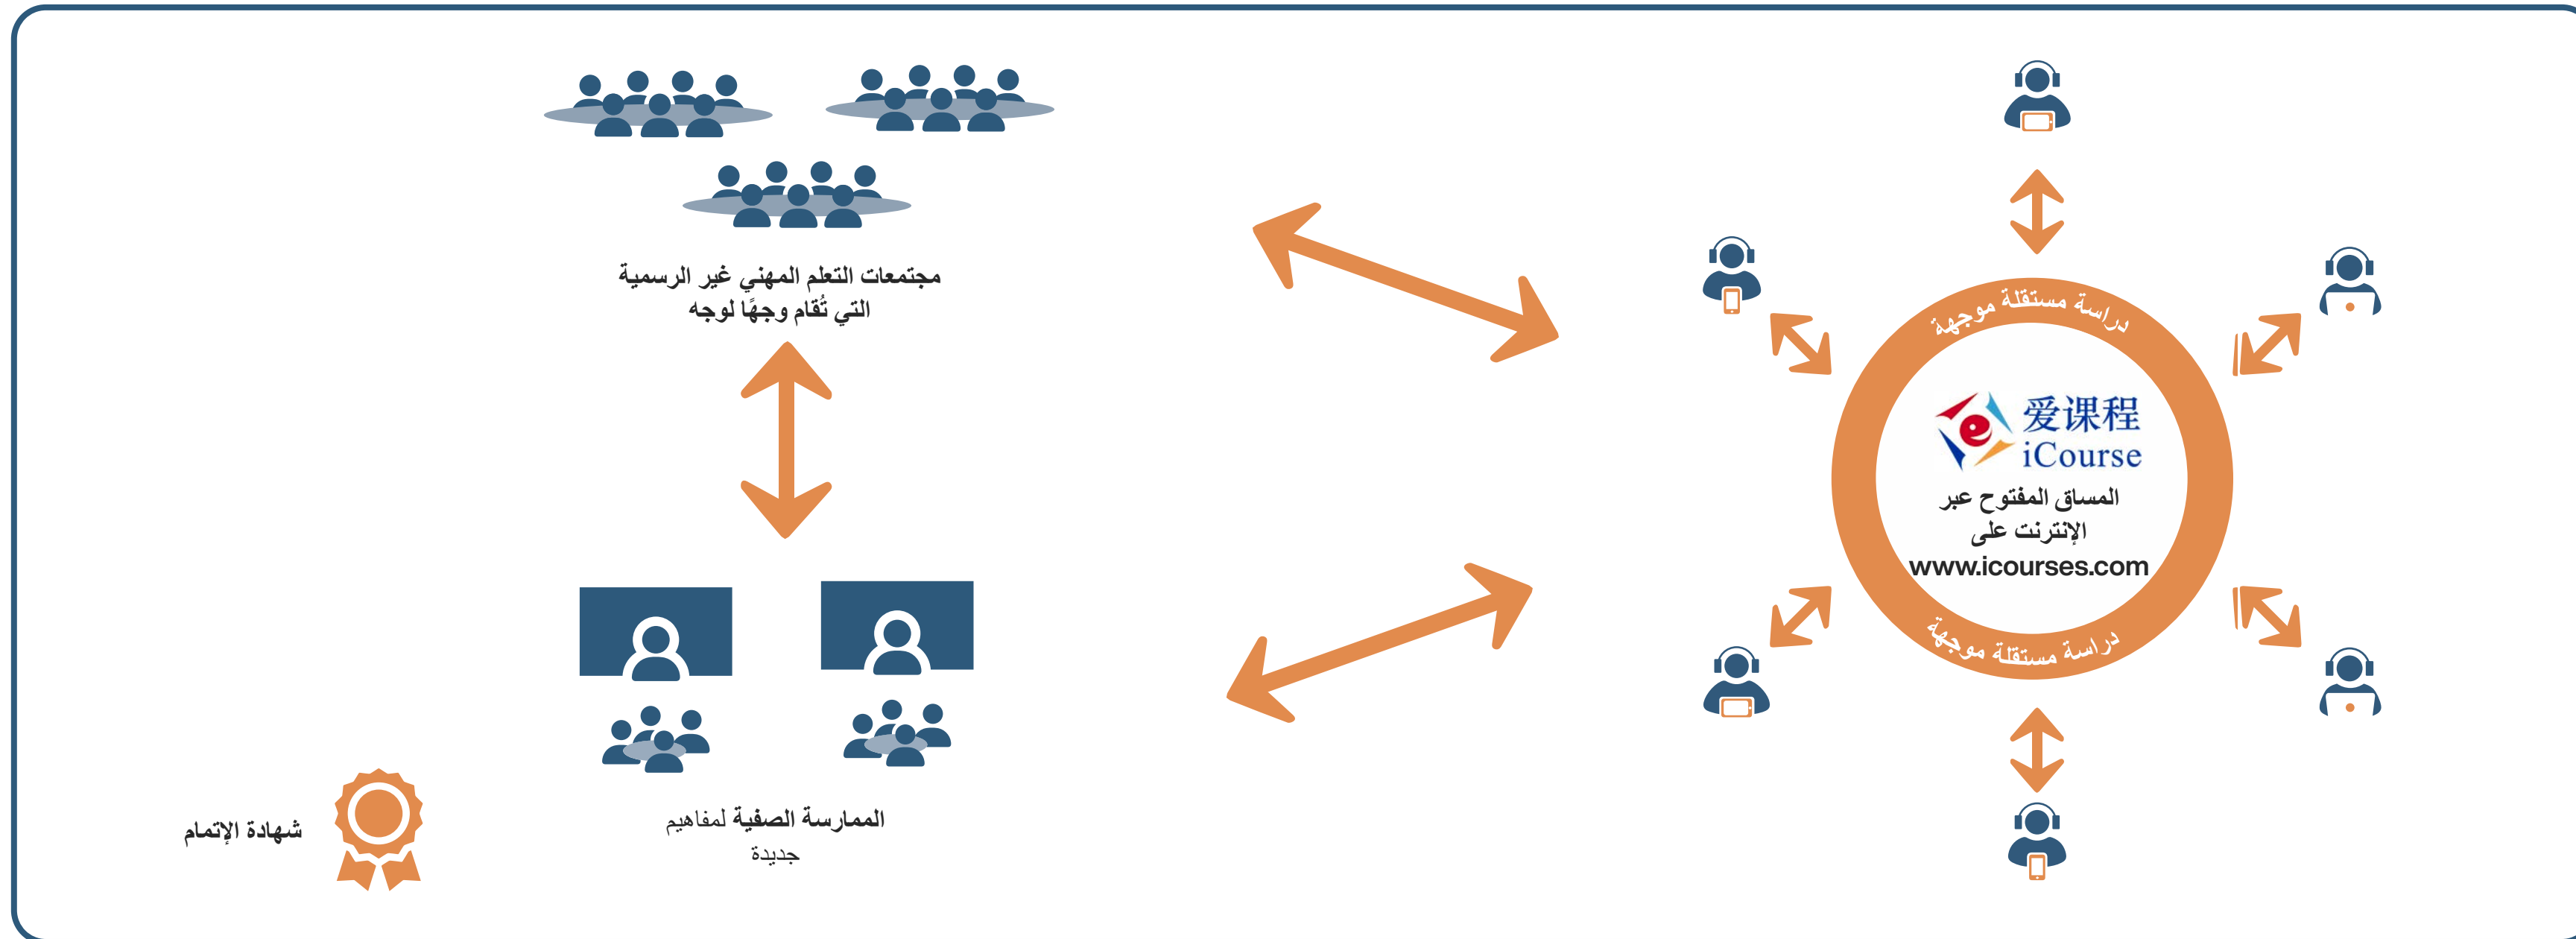 دراسة مستقلة موجهة
爱课程
iCourse
المساق المفتوح عبر
الإنترنت على
www.icourses.com
دراسة مستقلة موجهة
مجتمعات التعلم المهني غير الرسمية
التي تُقام وجهًا لوجه
الممارسة الصفية لمفاهيم
جديدة
شهادة الإتمام